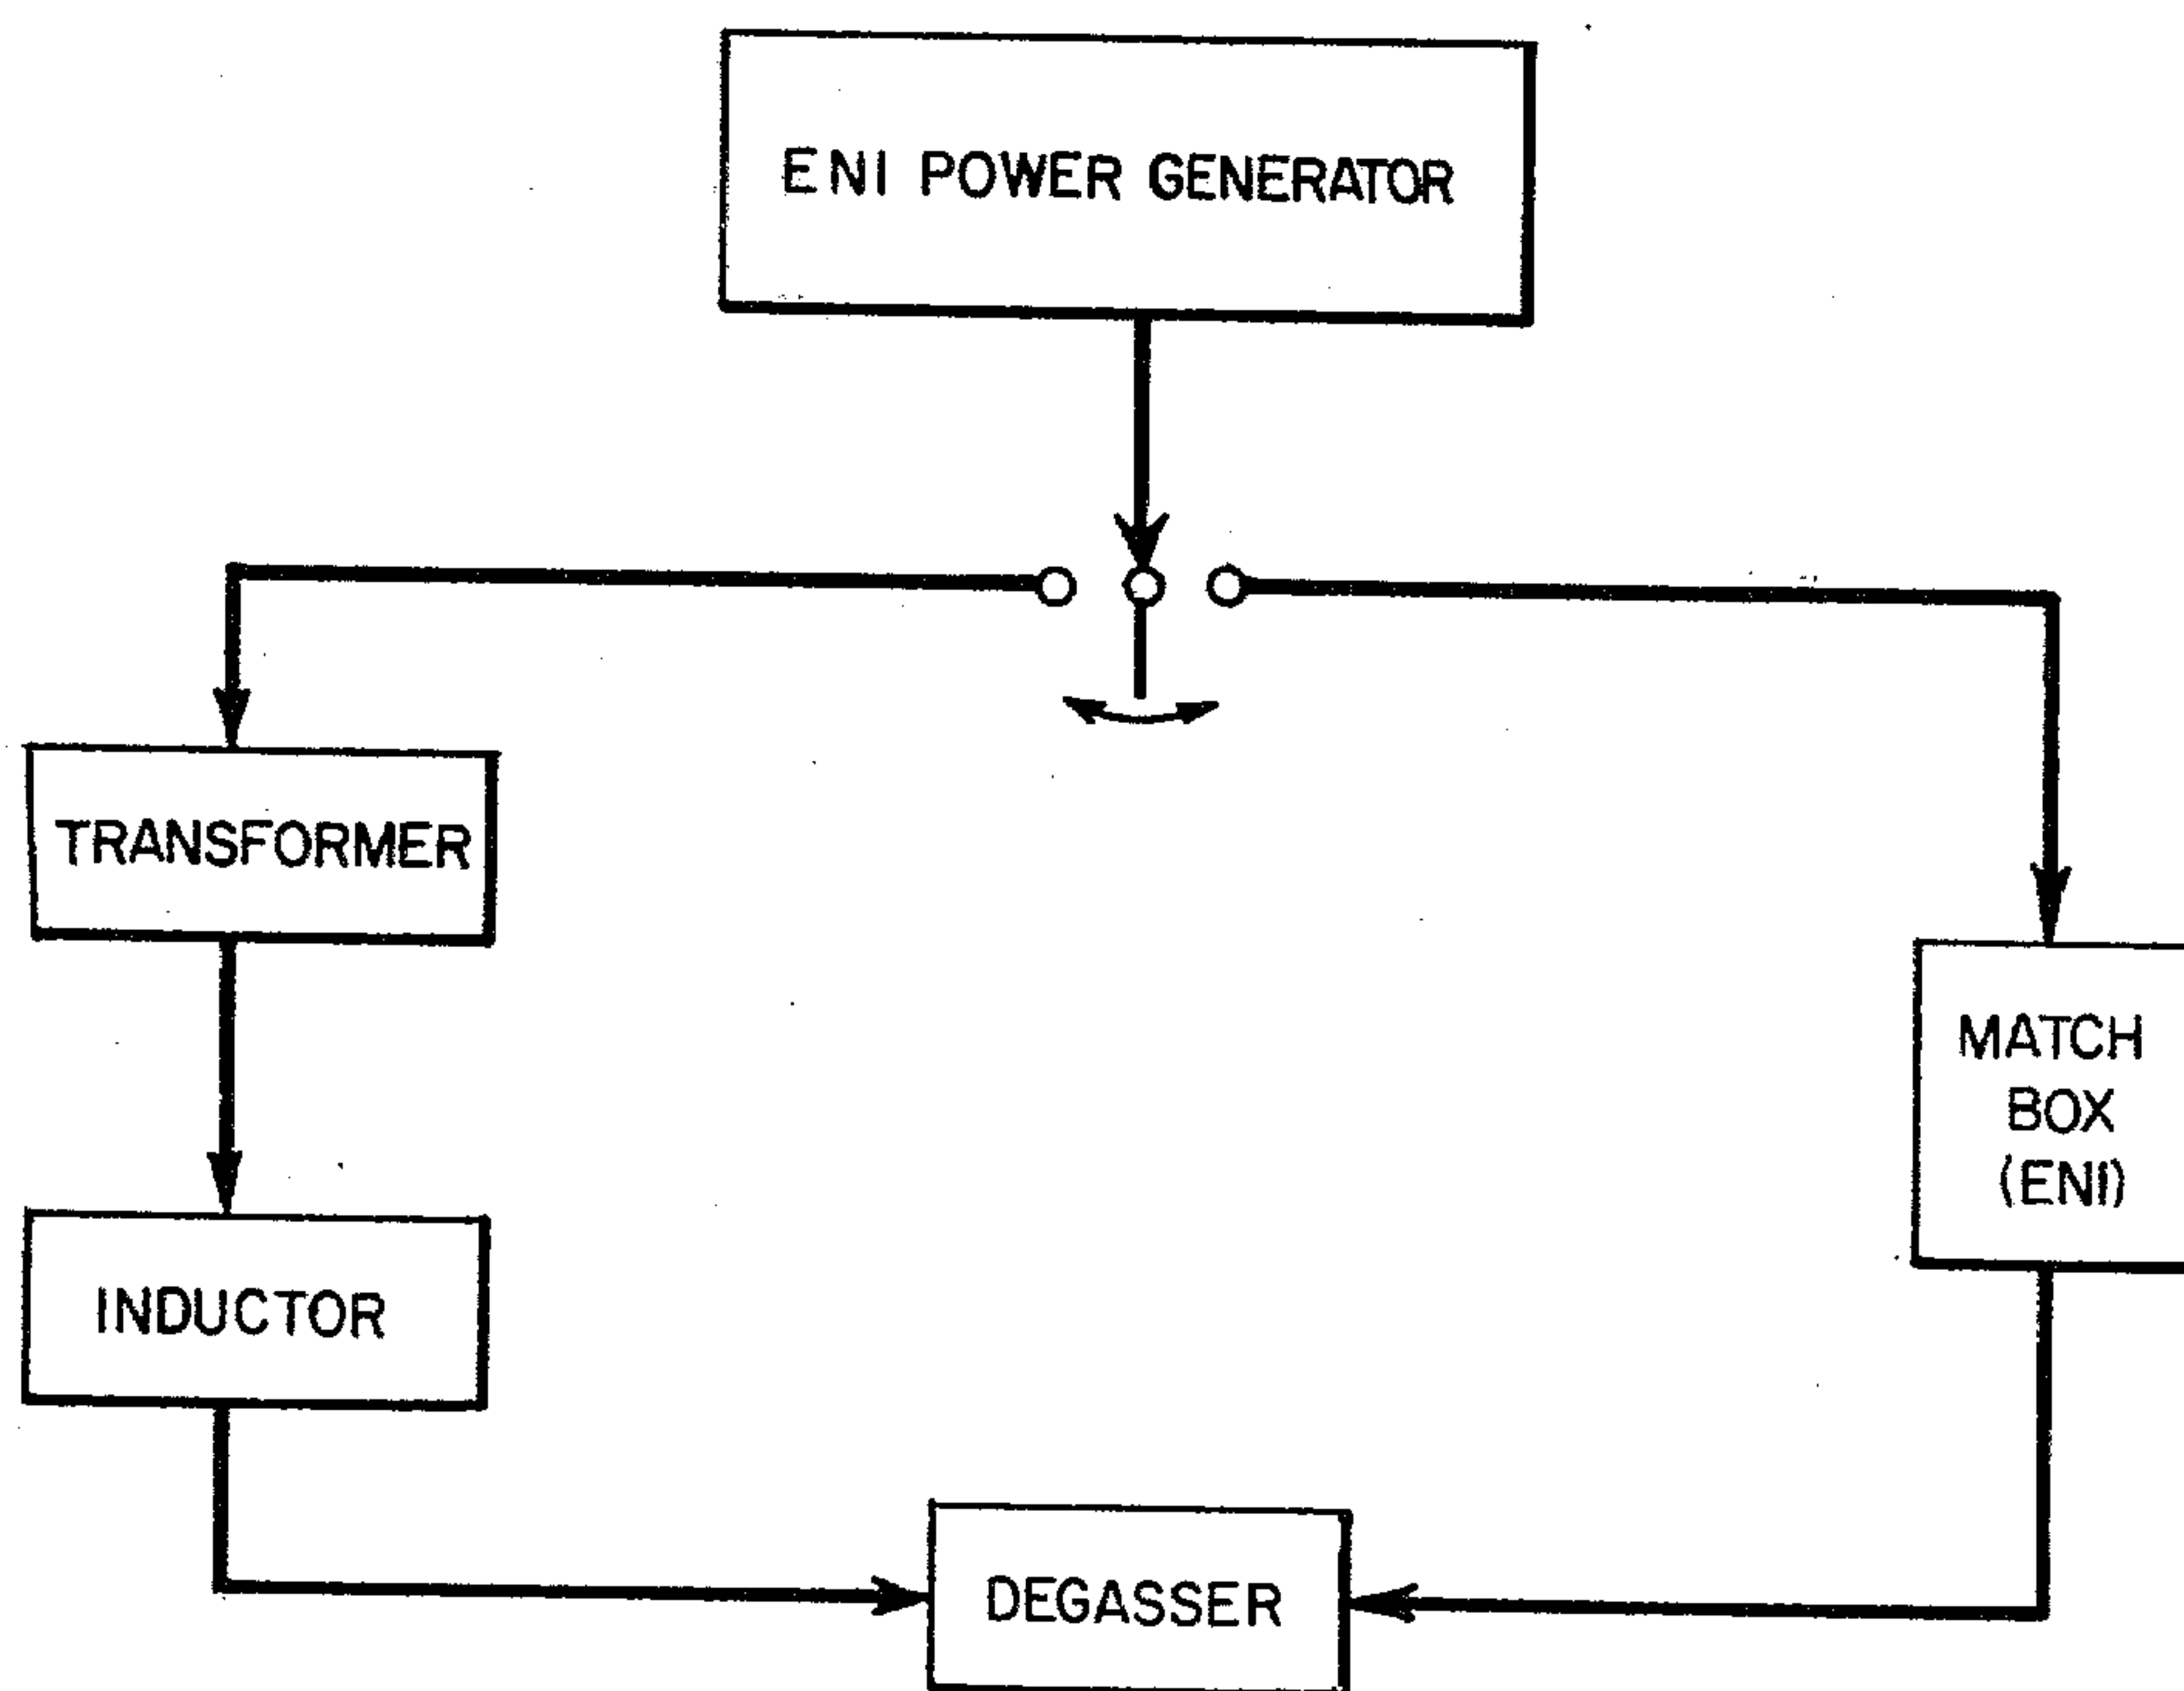 ENI POWER GENERATOR
TRANSFORMER
MATCH
BOX
(ENI)
INDUCTOR
DEGASSER